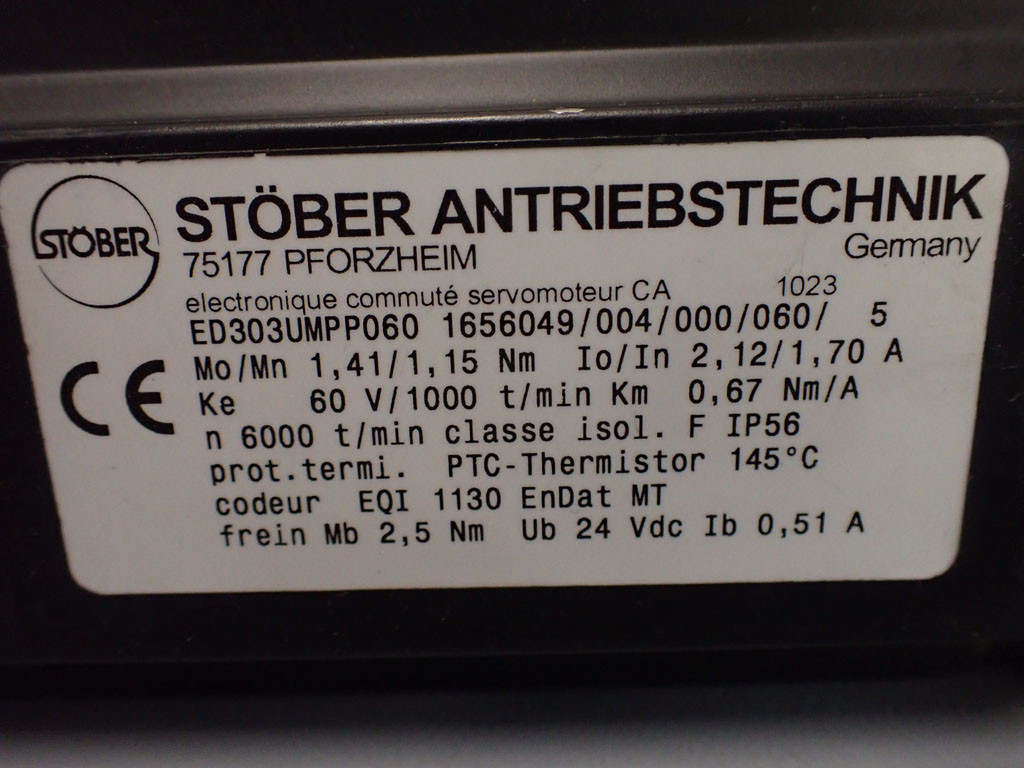 STÖBER
STÖBER ANTRIEBSTECHNIK
75177 PFORZHEIM Germany
electronique commuté servomoteur CA 1023
ED303UMPP060 1656049/004/000/060/ 5
CE
Mo/Mn 1,41/1,15 Nm Io/In 2,12/1,70 A
Ke 60 V/1000 t/min Km 0,67 Nm/A
n 6000 t/min classe isol. F IP56
prot.termi. PTC-Thermistor 145°C
codeur EQI 1130 EnDat MT
frein Mb 2,5 Nm Ub 24 Vdc Ib 0,51 A